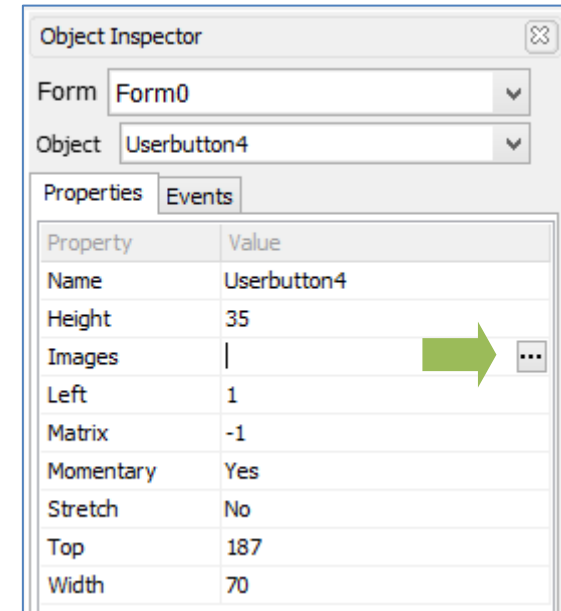 Object Inspector
Form Form0
Object Userbutton4
Properties Events
Property Value
Name Userbutton4
Height 35
Images ...
Left 1
Matrix -1
Momentary Yes
Stretch No
Top 187
Width 70